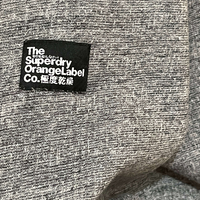 The
Superdry
OrangeLabel
Co.極度乾燥